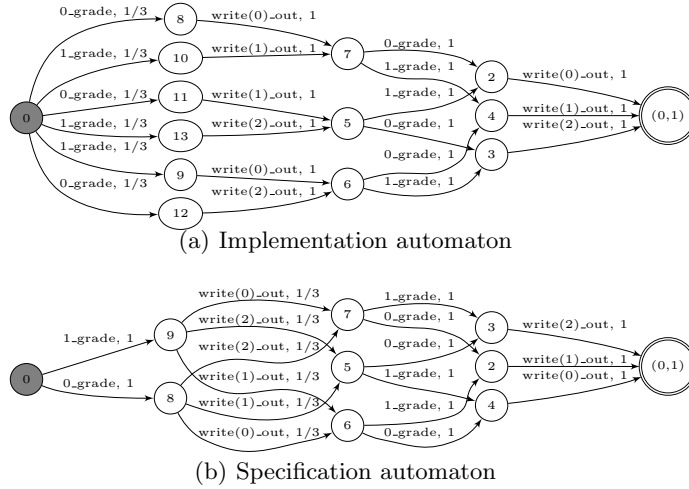 0_grade, 1/3
8
write(0)_out, 1
1_grade, 1/3
10
write(1)_out, 1
7
0_grade, 1
1_grade, 1
2
write(0)_out, 1
0
0_grade, 1/3
11
write(1)_out, 1
1_grade, 1/3
13
write(2)_out, 1
5
1_grade, 1
0_grade, 1
4
write(1)_out, 1
write(2)_out, 1
(0,1)
1_grade, 1/3
9
write(0)_out, 1
0_grade, 1/3
12
write(2)_out, 1
6
0_grade, 1
1_grade, 1
3
(a) Implementation automaton
write(0)_out, 1/3
7
1_grade, 1
0_grade, 1
3
write(2)_out, 1
1_grade, 1
9
write(2)_out, 1/3
write(2)_out, 1/3
0
0_grade, 1
8
write(1)_out, 1/3
write(1)_out, 1/3
write(0)_out, 1/3
5
0_grade, 1
1_grade, 1
2
write(1)_out, 1
write(0)_out, 1
(0,1)
6
1_grade, 1
0_grade, 1
4
(b) Specification automaton